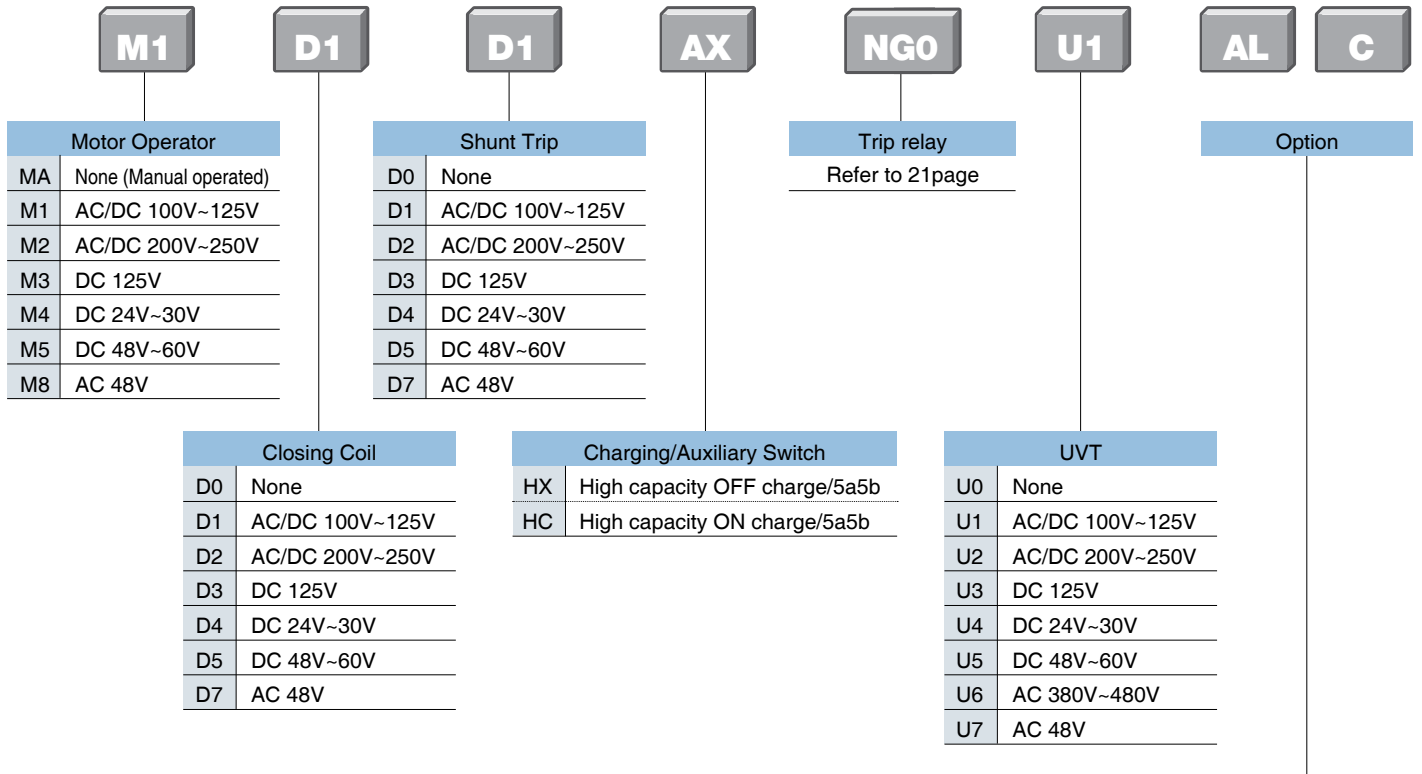 M1 D1 D1 AX NG0 U1 AL C
Motor Operator
MA None (Manual operated)
M1 AC/DC 100V~125V
M2 AC/DC 200V~250V
M3 DC 125V
M4 DC 24V~30V
M5 DC 48V~60V
M8 AC 48V
Shunt Trip
D0 None
D1 AC/DC 100V~125V
D2 AC/DC 200V~250V
D3 DC 125V
D4 DC 24V~30V
D5 DC 48V~60V
D7 AC 48V
Trip relay
Refer to 21page
Option
Closing Coil
D0 None
D1 AC/DC 100V~125V
D2 AC/DC 200V~250V
D3 DC 125V
D4 DC 24V~30V
D5 DC 48V~60V
D7 AC 48V
Charging/Auxiliary Switch
HX High capacity OFF charge/5a5b
HC High capacity ON charge/5a5b
UVT
U0 None
U1 AC/DC 100V~125V
U2 AC/DC 200V~250V
U3 DC 125V
U4 DC 24V~30V
U5 DC 48V~60V
U6 AC 380V~480V
U7 AC 48V